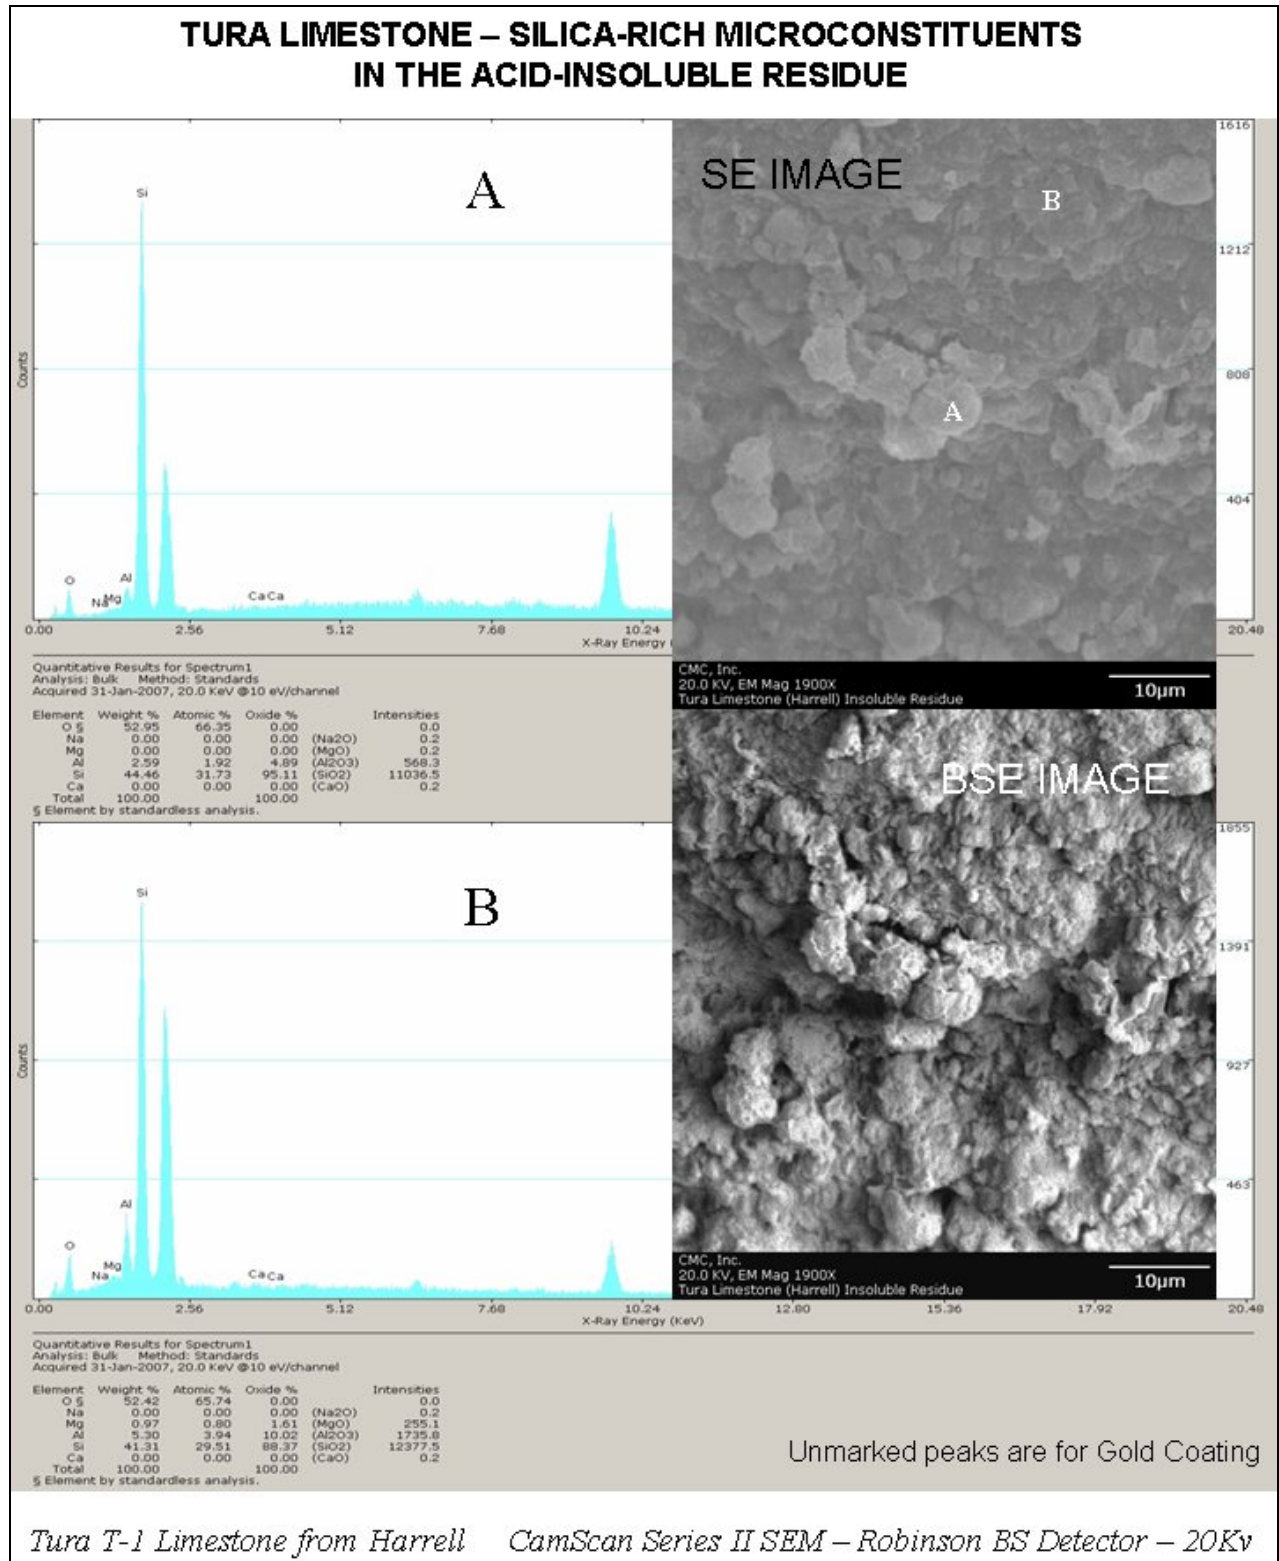 TURA LIMESTONE – SILICA-RICH MICROCONSTITUENTS
IN THE ACID-INSOLUBLE RESIDUE
A
Si
O
Na
Mg
Al
Ca Ca
Counts
0.00 2.56 5.12 7.68 10.24 20.48
X-Ray Energy (
1616
1212
808
404
SE IMAGE
B
A
CMC, Inc.
20.0 KV, EM Mag 1900X
Tura Limestone (Harrell) Insoluble Residue
10µm
Quantitative Results for Spectrum1
Analysis: Bulk Method: Standards
Acquired 31-Jan-2007, 20.0 KeV @10 eV/channel
Element Weight % Atomic % Oxide % Intensities
O § 52.95 66.35 0.00 0.0
Na 0.00 0.00 0.00 (Na2O) 0.2
Mg 0.00 0.00 0.00 (MgO) 0.2
Al 2.59 1.92 4.89 (Al2O3) 568.3
Si 44.46 31.73 95.11 (SiO2) 11036.5
Ca 0.00 0.00 0.00 (CaO) 0.2
Total 100.00 100.00
§ Element by standardless analysis.
BSE IMAGE
CMC, Inc.
20.0 KV, EM Mag 1900X
Tura Limestone (Harrell) Insoluble Residue
10µm
B
Si
O
Na
Mg
Al
Ca Ca
Counts
1855
1391
927
463
0.00 2.56 5.12 7.68 10.24 12.80 15.36 17.92 20.48
X-Ray Energy (KeV)
Quantitative Results for Spectrum1
Analysis: Bulk Method: Standards
Acquired 31-Jan-2007, 20.0 KeV @10 eV/channel
Element Weight % Atomic % Oxide % Intensities
O § 52.42 65.74 0.00 0.0
Na 0.00 0.00 0.00 (Na2O) 0.2
Mg 0.97 0.80 1.61 (MgO) 255.1
Al 5.30 3.94 10.02 (Al2O3) 1735.8
Si 41.31 29.51 88.37 (SiO2) 12377.5
Ca 0.00 0.00 0.00 (CaO) 0.2
Total 100.00 100.00
§ Element by standardless analysis.
Unmarked peaks are for Gold Coating
Tura T-1 Limestone from Harrell CamScan Series II SEM – Robinson BS Detector – 20Kv